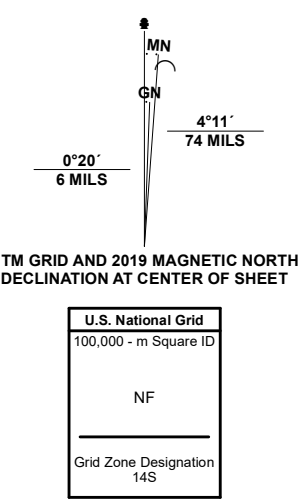 MN
GN
4°11´
74 MILS
0°20´
6 MILS
TM GRID AND 2019 MAGNETIC NORTH
DECLINATION AT CENTER OF SHEET
U.S. National Grid
100,000 - m Square ID
NF
Grid Zone Designation
14S